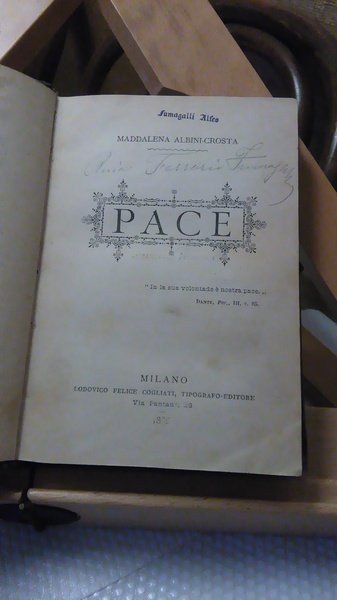 Fumagalli Alfeo
MADDALENA ALBINI-CROSTA
Ferrario
PACE
"In la sua volontade è nostra pace...
DANTE, III, v. 85.
MILANO
LODOVICO FELICE COGLIATI, TIPOGRAFO-EDITORE
Via Pantano, 26